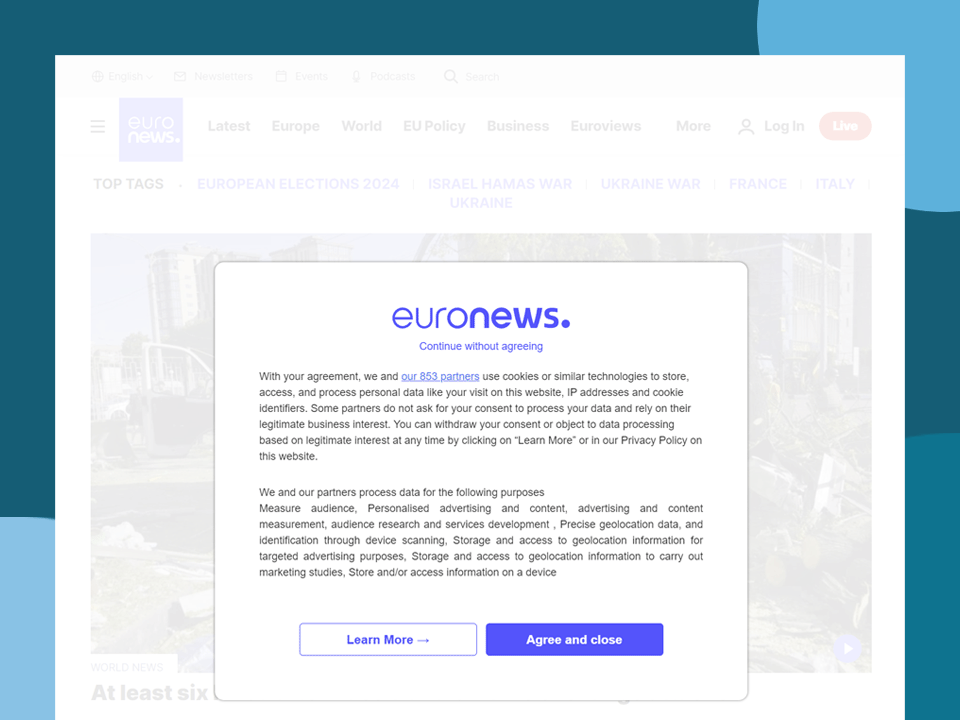 English
Newsletters
Events
Podcasts
Search
euro
news.
Latest
Europe
World
EU Policy
Business
Euroviews
More
Log In
Live
TOP TAGS • EUROPEAN ELECTIONS 2024 | ISRAEL HAMAS WAR | UKRAINE WAR | FRANCE | ITALY |
UKRAINE
euronews.
Continue without agreeing
With your agreement, we and our 853 partners use cookies or similar technologies to store,
access, and process personal data like your visit on this website, IP addresses and cookie
identifiers. Some partners do not ask for your consent to process your data and rely on their
legitimate business interest. You can withdraw your consent or object to data processing
based on legitimate interest at any time by clicking on “Learn More” or in our Privacy Policy on
this website.
We and our partners process data for the following purposes
Measure audience, Personalised advertising and content, advertising and content
measurement, audience research and services development , Precise geolocation data, and
identification through device scanning, Storage and access to geolocation information for
targeted advertising purposes, Storage and access to geolocation information to carry out
marketing studies, Store and/or access information on a device
Learn More →
Agree and close
WORLD NEWS
At least six